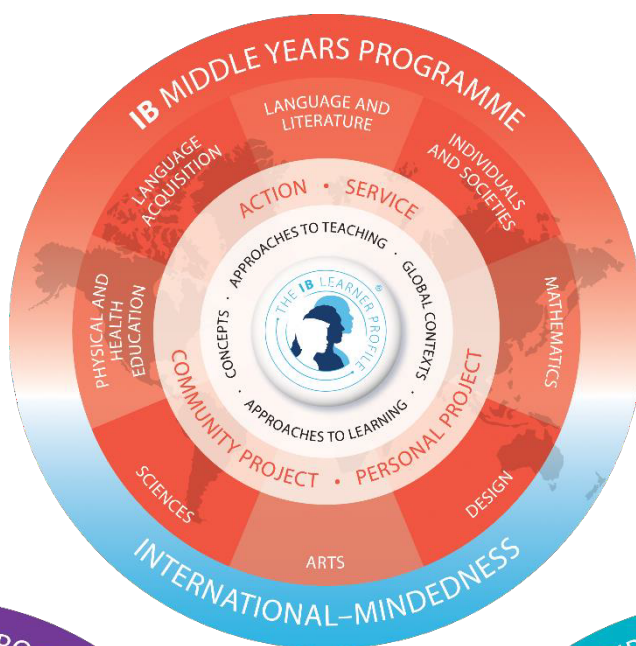 IB MIDDLE YEARS PROGRAMME
LANGUAGE AND
LITERATURE
INDIVIDUALS
AND SOCIETIES
MATHEMATICS
DESIGN
ARTS
SCIENCES
PHYSICAL AND
HEALTH
EDUCATION
LANGUAGE
ACQUISITION
ACTION • SERVICE
PERSONAL PROJECT
•
COMMUNITY PROJECT
APPROACHES TO TEACHING •
GLOBAL CONTEXTS •
APPROACHES TO LEARNING •
CONCEPTS •
THE IB LEARNER PROFILE ®
INTERNATIONAL–MINDEDNESS